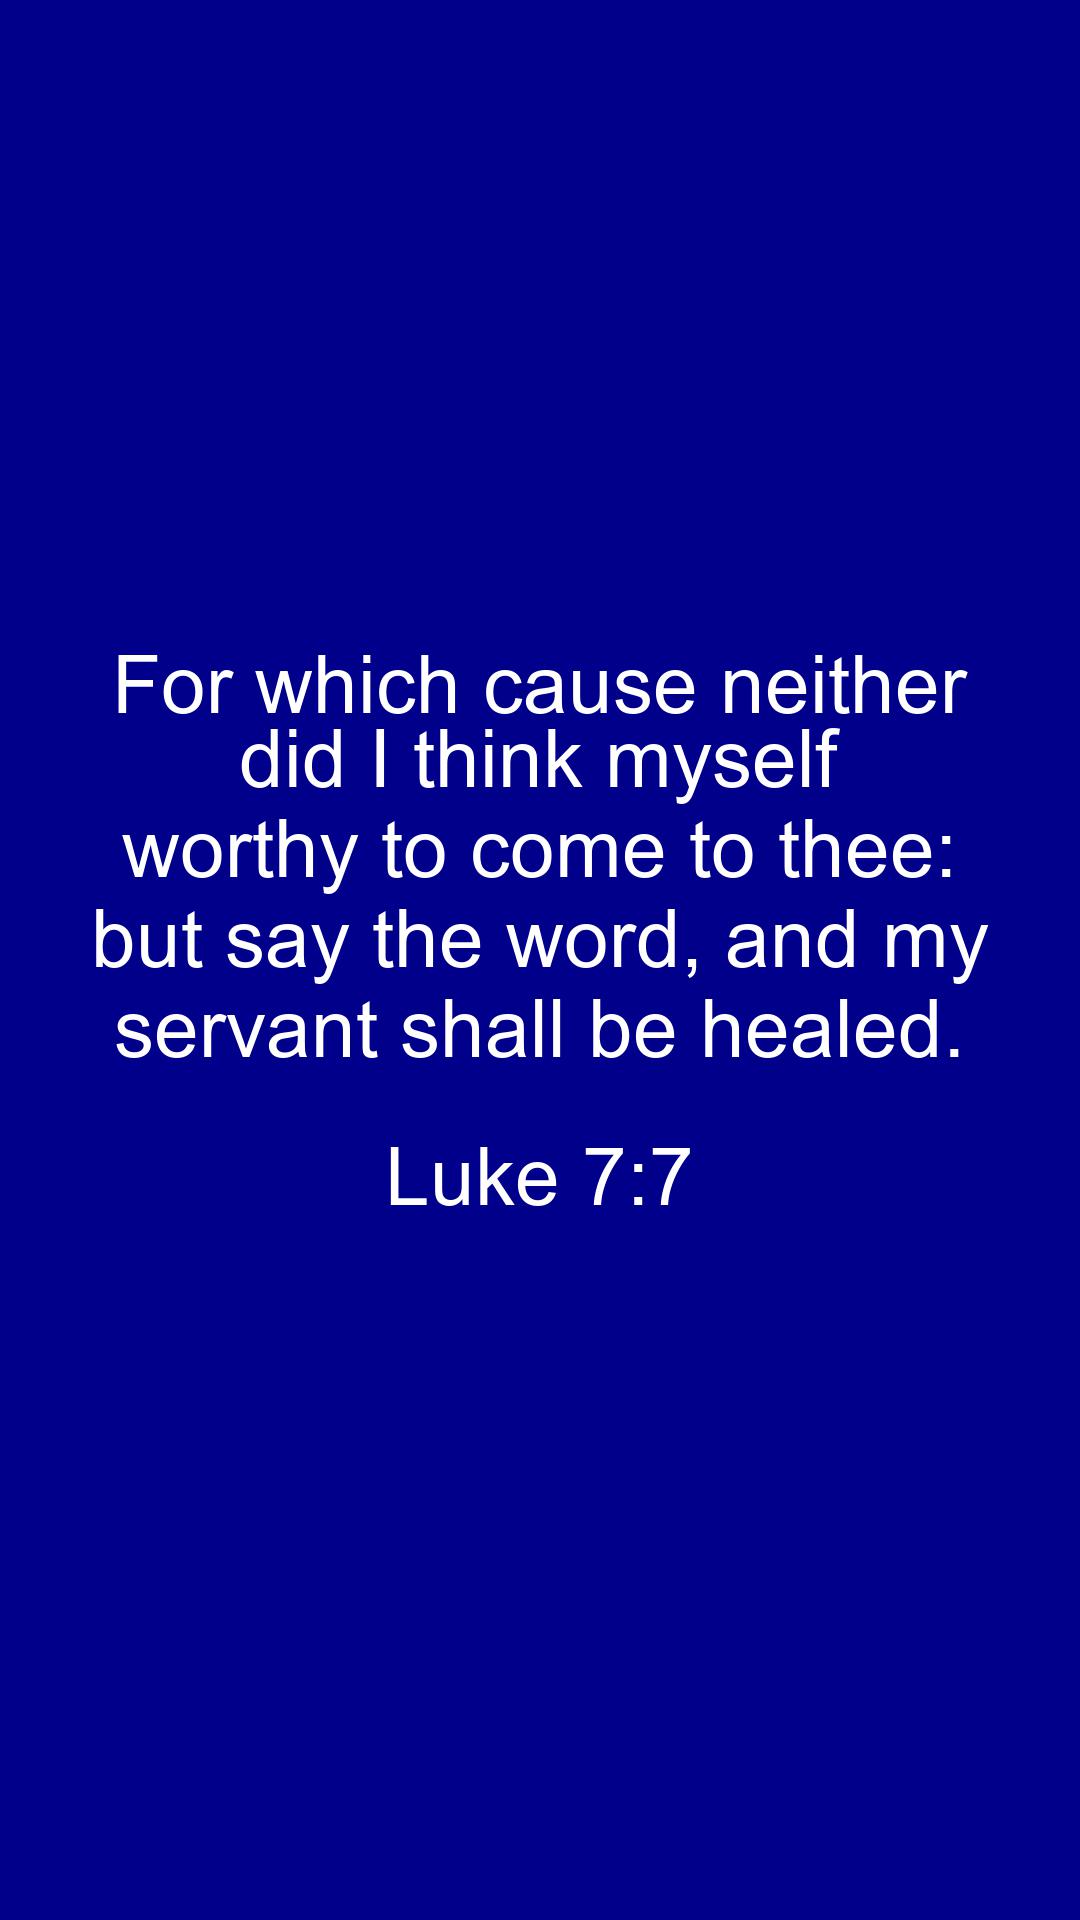 For which cause neither
did I think myself
worthy to come to thee:
but say the word, and my
servant shall be healed.
Luke 7:7